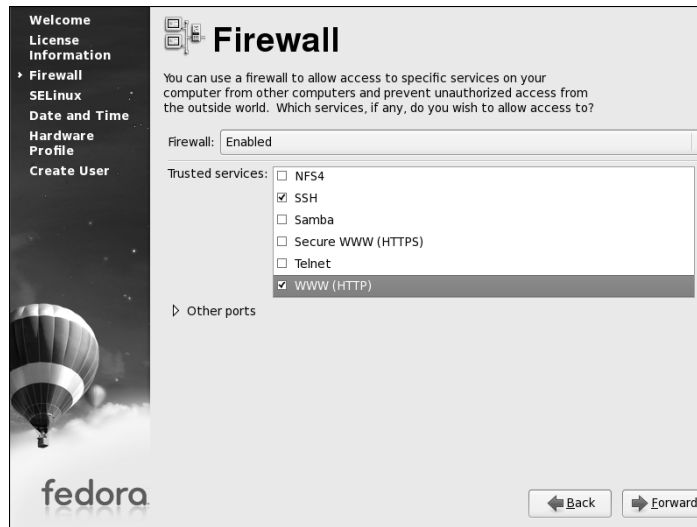 Welcome
License
Information
Firewall
SELinux
Date and Time
Hardware
Profile
Create User
fedora
Firewall
You can use a firewall to allow access to specific services on your
computer from other computers and prevent unauthorized access from
the outside world.  Which services, if any, do you wish to allow access to?
Firewall: Enabled
Trusted services:
NFS4
SSH
Samba
Secure WWW (HTTPS)
Telnet
WWW (HTTP)
Other ports
Back
Forward